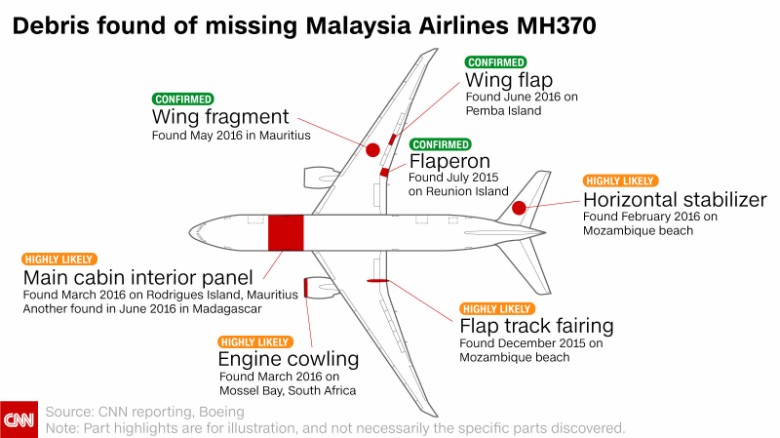 Debris found of missing Malaysia Airlines MH370
CONFIRMED
Wing flap
Found June 2016 on
Pemba Island
CONFIRMED
Wing fragment
Found May 2016 in Mauritius
CONFIRMED
Flaperon
Found July 2015
on Reunion Island
HIGHLY LIKELY
Horizontal stabilizer
Found February 2016 on
Mozambique beach
HIGHLY LIKELY
Main cabin interior panel
Found March 2016 on Rodrigues Island, Mauritius
Another found in June 2016 in Madagascar
HIGHLY LIKELY
Flap track fairing
Found December 2015 on
Mozambique beach
HIGHLY LIKELY
Engine cowling
Found March 2016 on
Mossel Bay, South Africa
CNN
Source: CNN reporting, Boeing
Note: Part highlights are for illustration, and not necessarily the specific parts discovered.